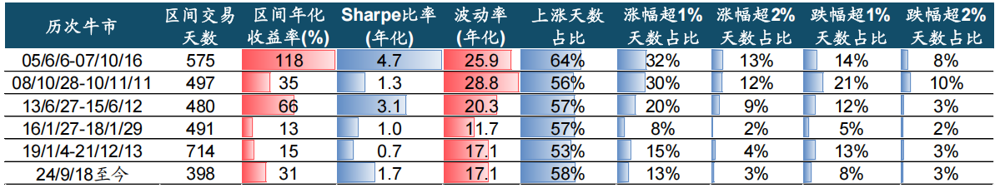 历次牛市 区间交易天数 区间年化收益率(%) Sharpe比率(年化) 波动率(年化) 上涨天数占比 涨幅超1%天数占比 涨幅超2%天数占比 跌幅超1%天数占比 跌幅超2%天数占比
05/6/6-07/10/16 575 118 4.7 25.9 64% 32% 13% 14% 8%
08/10/28-10/11/11 497 35 1.3 28.8 56% 30% 12% 21% 10%
13/6/27-15/6/12 480 66 3.1 20.3 57% 20% 9% 12% 3%
16/1/27-18/1/29 491 13 1.0 11.7 57% 8% 2% 5% 2%
19/1/4-21/12/13 714 15 0.7 17.1 53% 15% 4% 13% 3%
24/9/18至今 398 31 1.7 17.1 58% 13% 3% 8% 3%